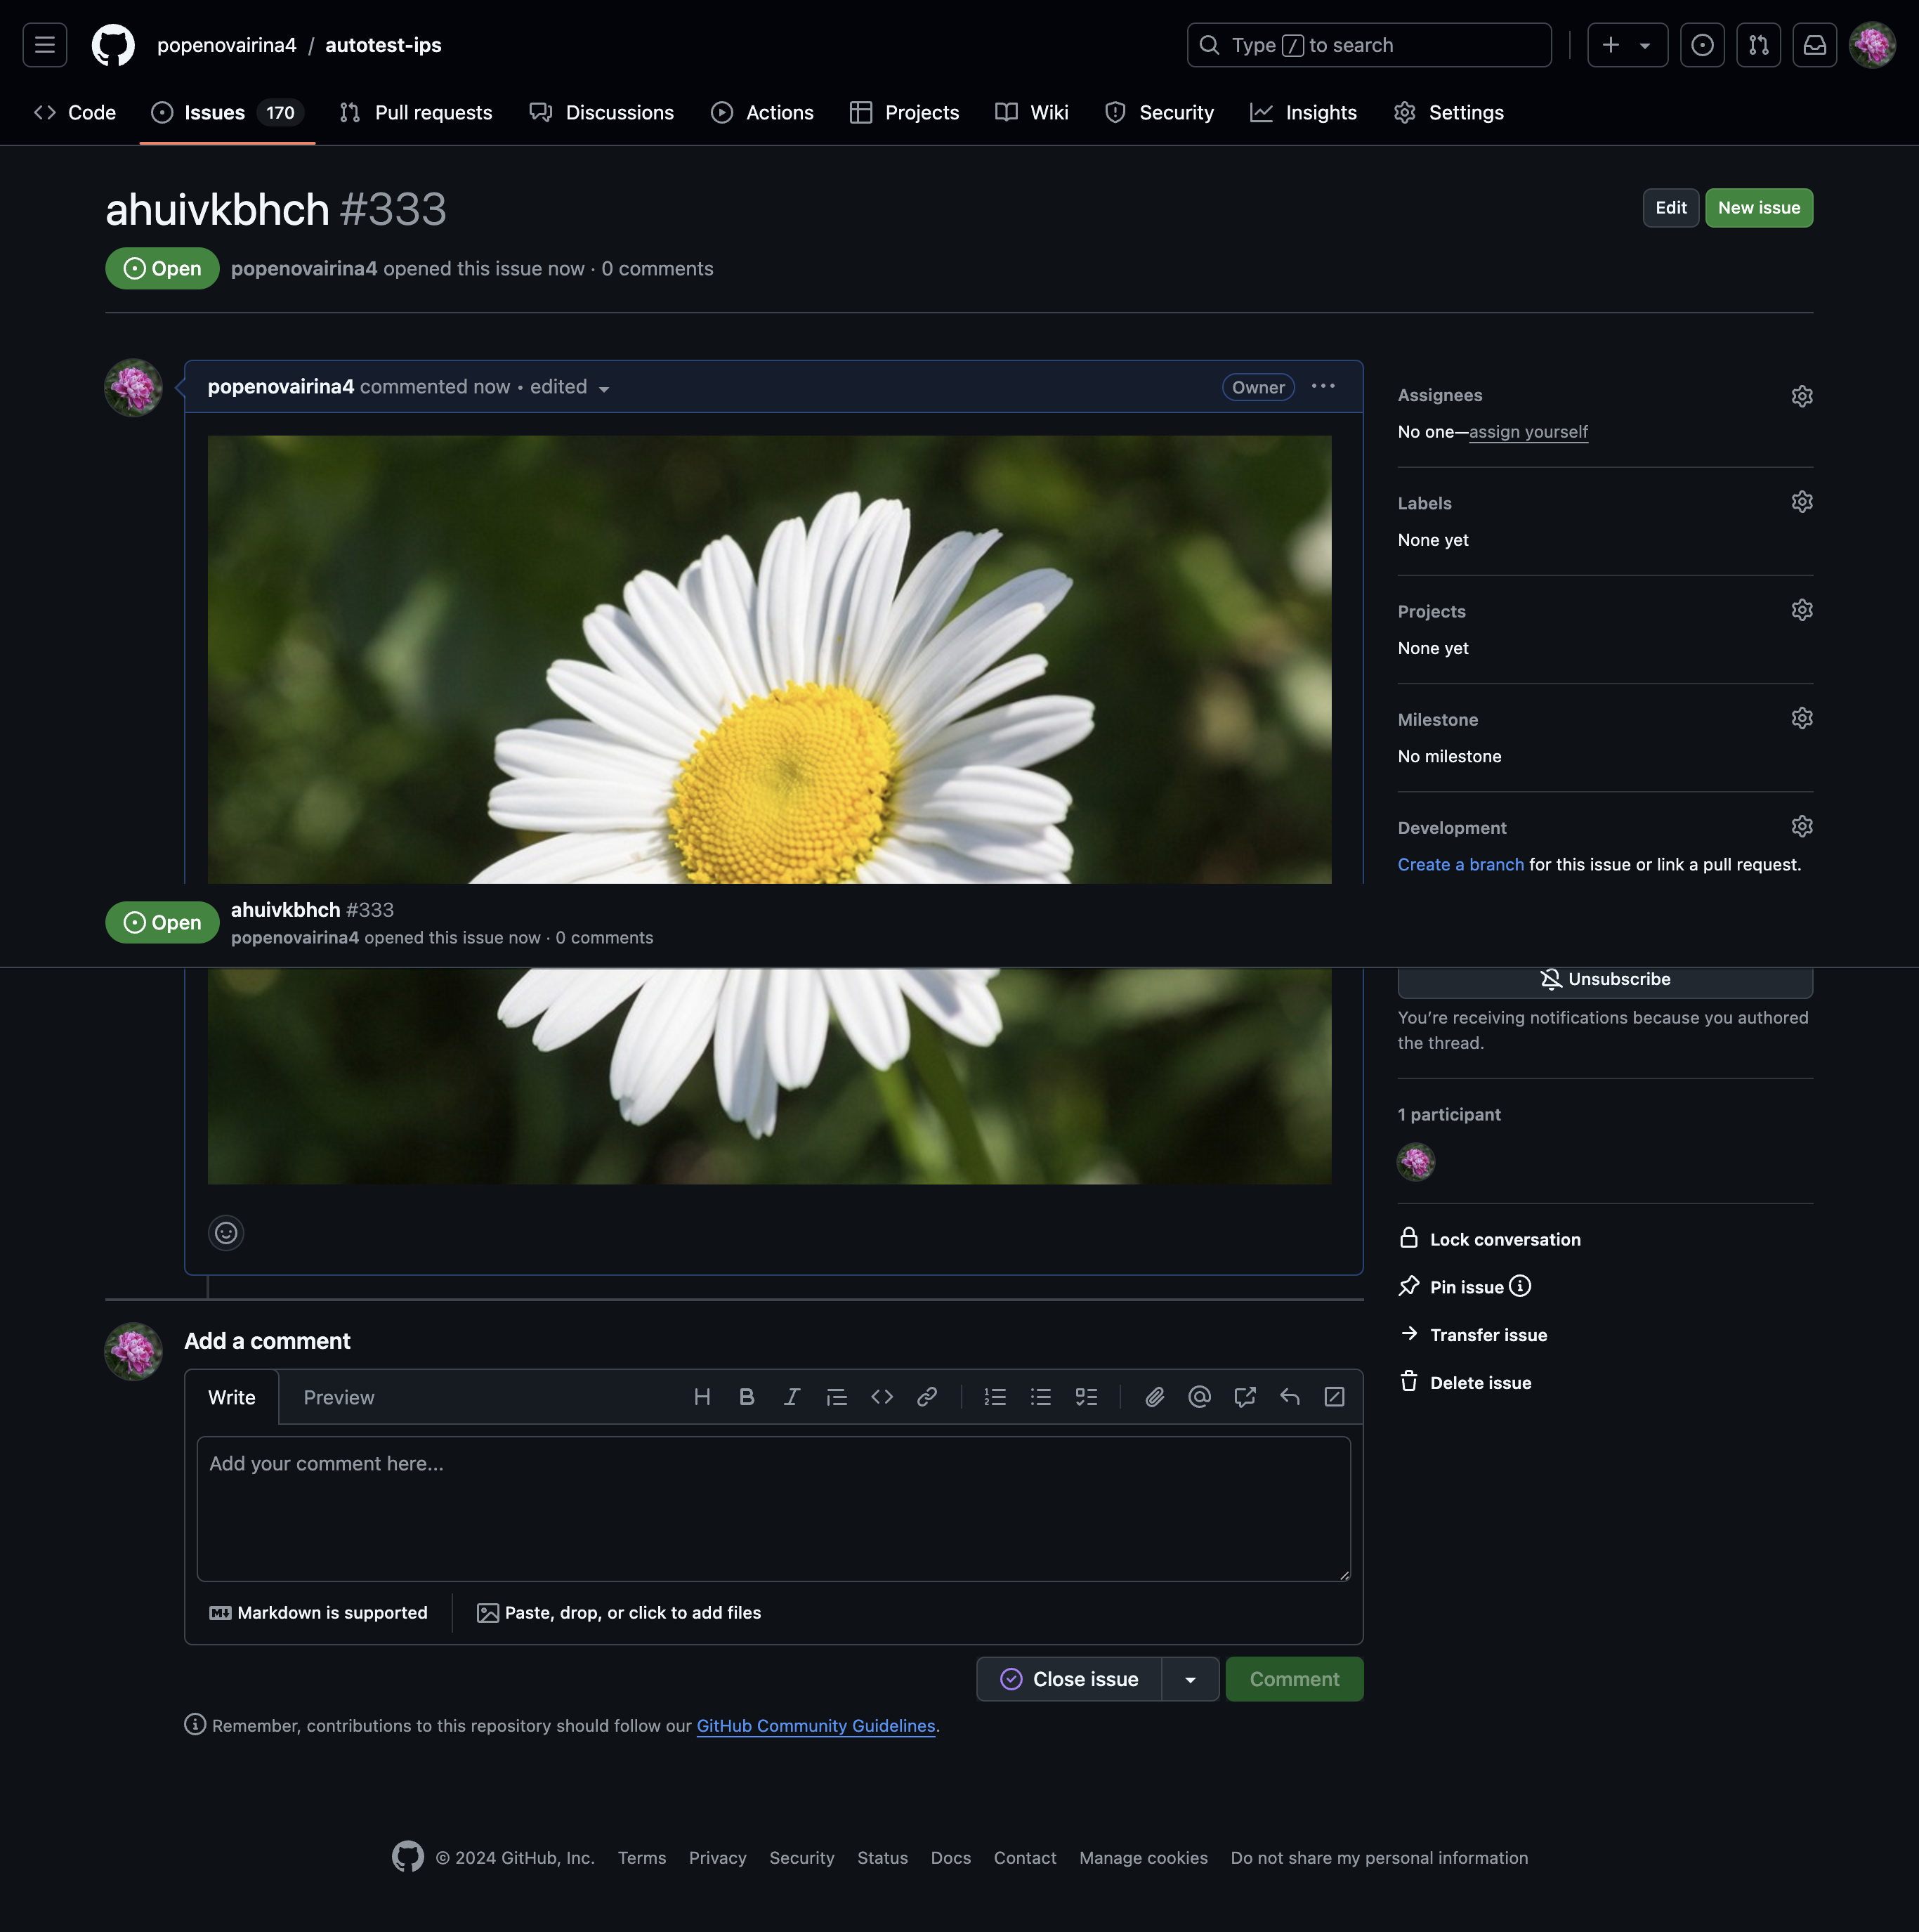 popenovairina4 / autotest-ips
Type / to search
Code
Issues 170
Pull requests
Discussions
Actions
Projects
Wiki
Security
Insights
Settings
ahuivkbhch #333
Edit
New issue
Open
popenovairina4 opened this issue now · 0 comments
popenovairina4 commented now • edited
Owner
Assignees
No one—assign yourself
Labels
None yet
Projects
None yet
Milestone
No milestone
Development
Create a branch for this issue or link a pull request.
Open
ahuivkbhch #333
popenovairina4 opened this issue now · 0 comments
Unsubscribe
You’re receiving notifications because you authored
the thread.
1 participant
Lock conversation
Pin issue
Transfer issue
Delete issue
Add a comment
Write
Preview
Add your comment here...
Markdown is supported
Paste, drop, or click to add files
Close issue
Comment
Remember, contributions to this repository should follow our GitHub Community Guidelines.
© 2024 GitHub, Inc.
Terms
Privacy
Security
Status
Docs
Contact
Manage cookies
Do not share my personal information